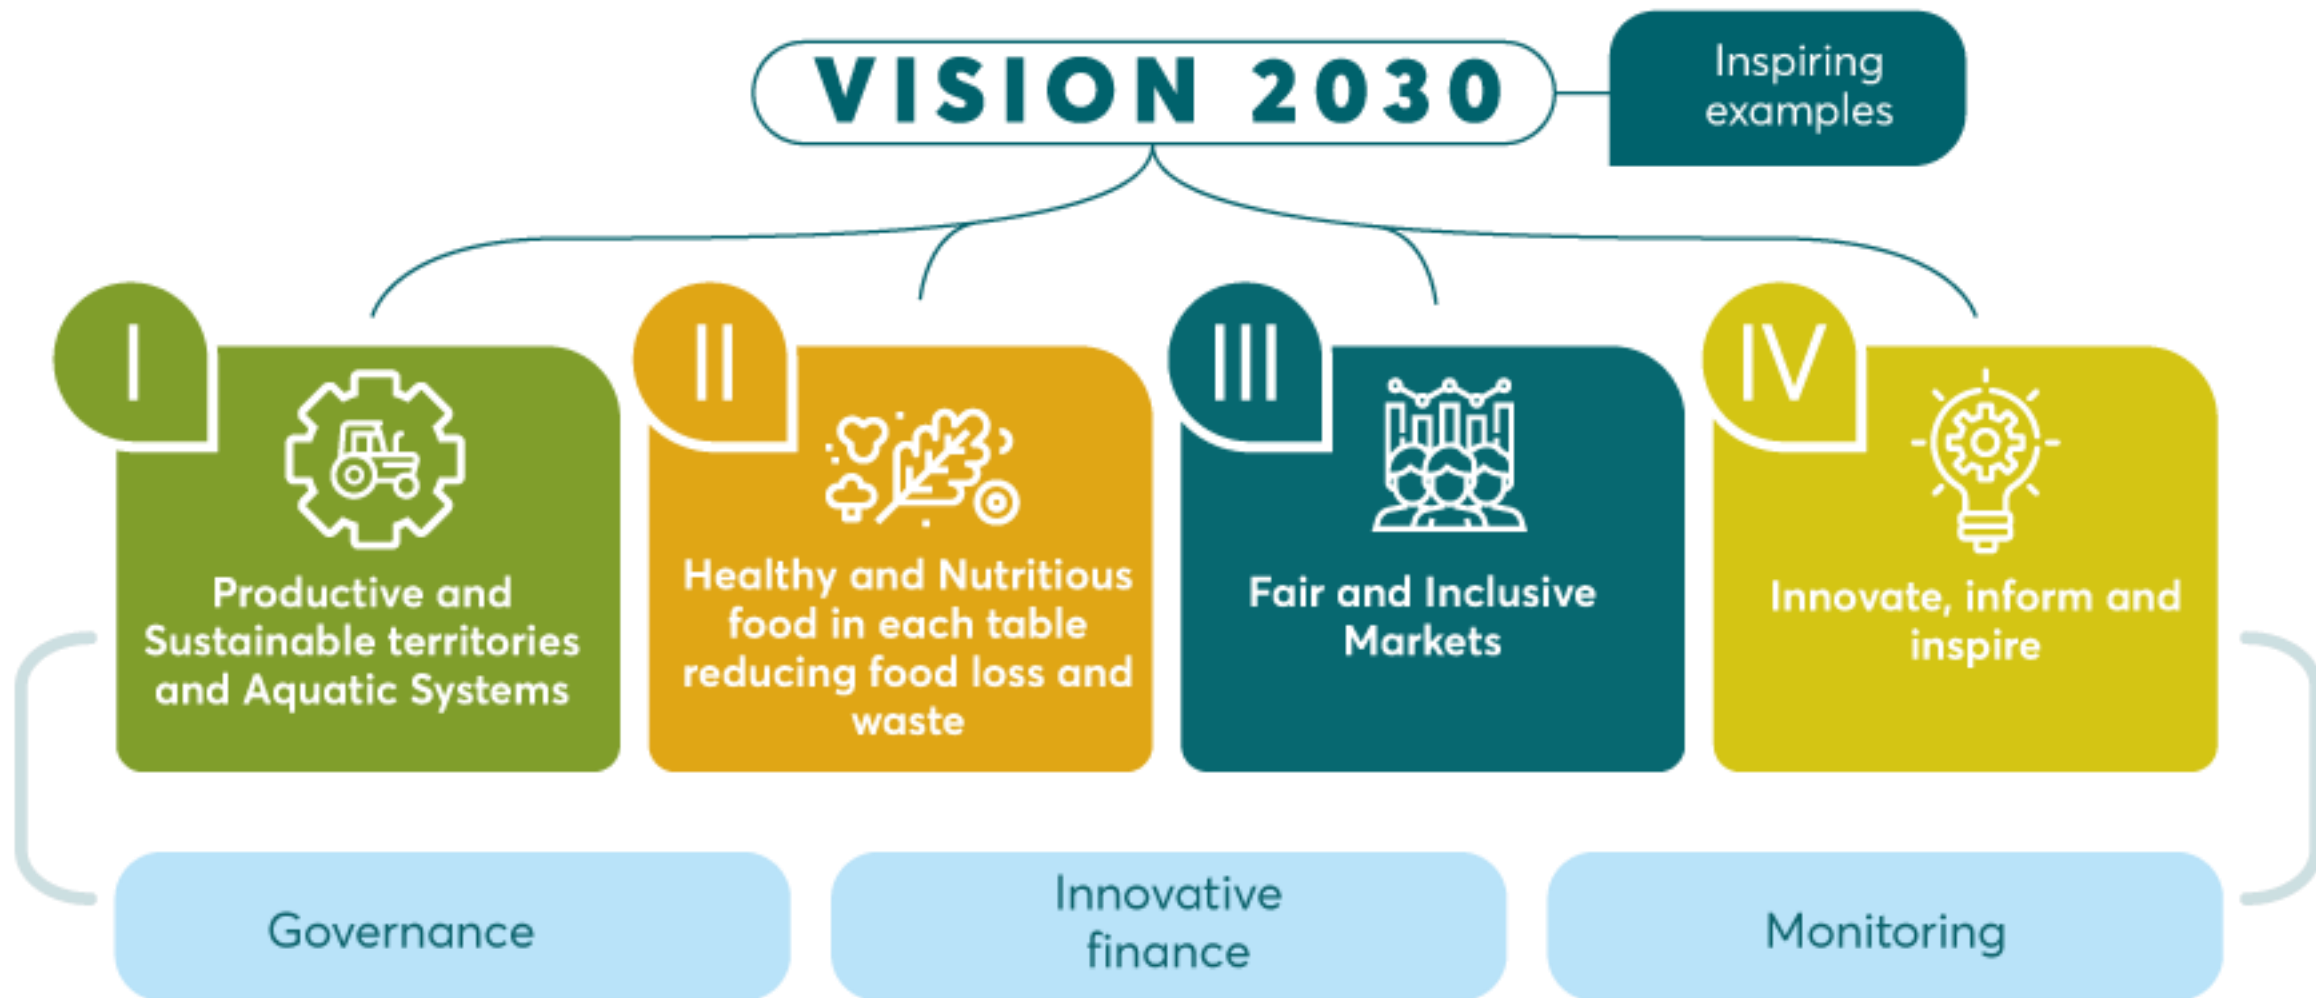 VISION 2030
Inspiring
examples
I
Productive and
Sustainable territories
and Aquatic Systems
II
Healthy and Nutritious
food in each table
reducing food loss and
waste
III
Fair and Inclusive
Markets
IV
Innovate, inform and
inspire
Governance
Innovative
finance
Monitoring